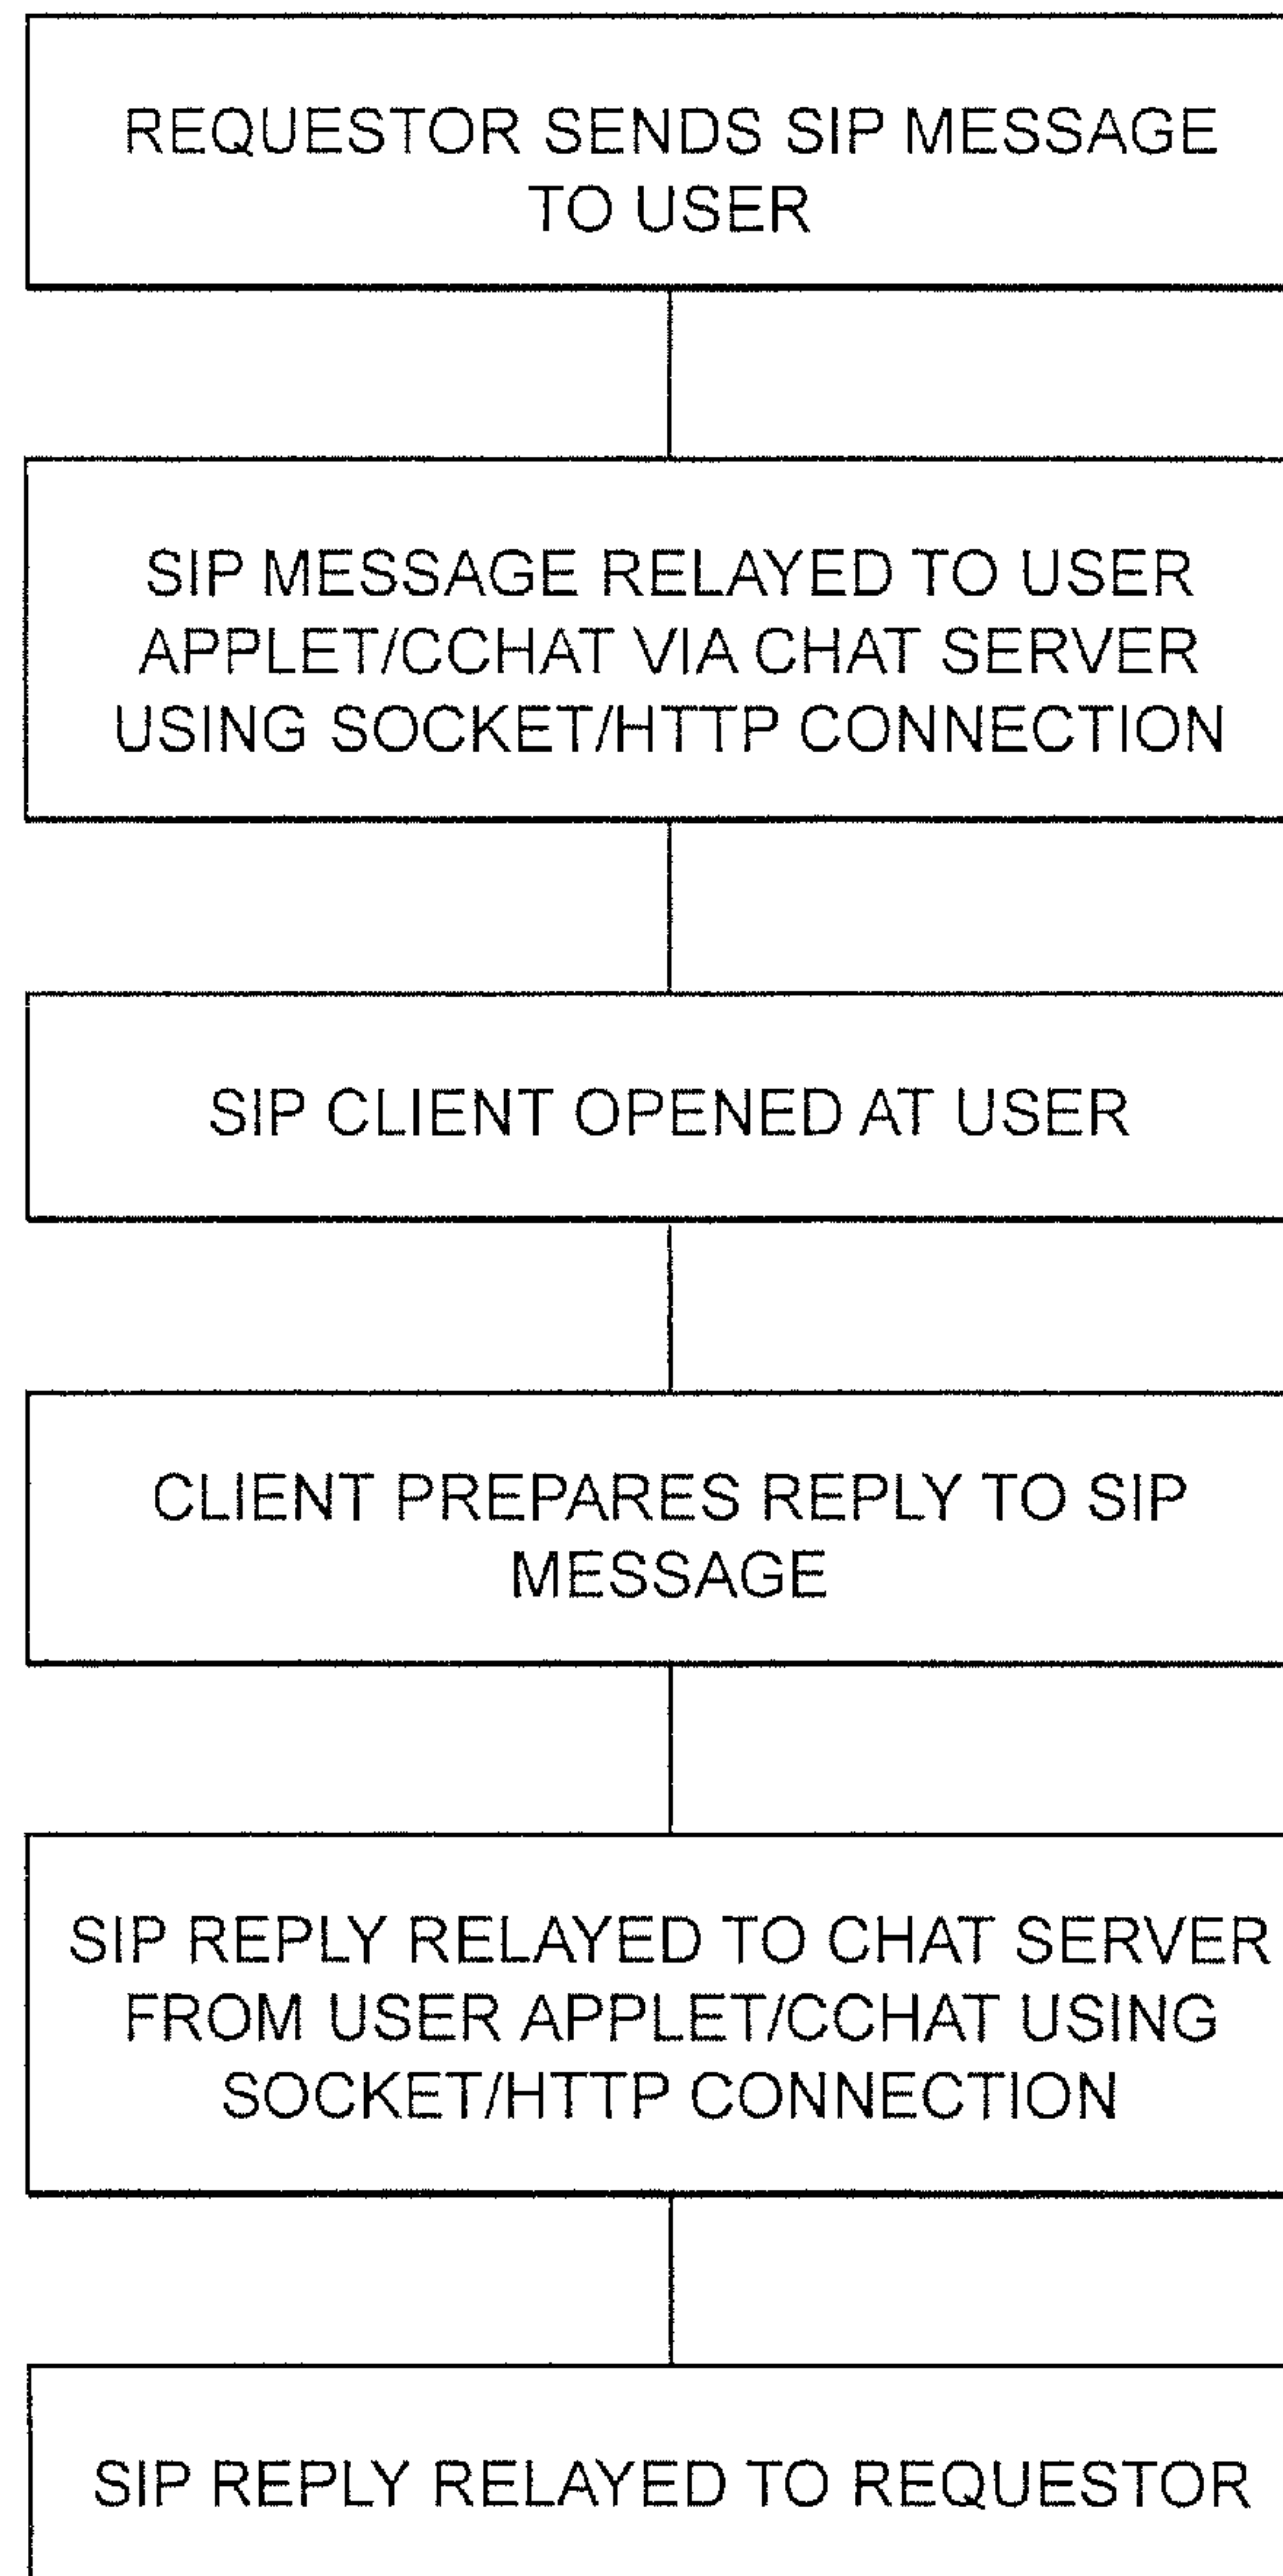 REQUESTOR SENDS SIP MESSAGE
TO USER
SIP MESSAGE RELAYED TO USER
APPLET/CCHAT VIA CHAT SERVER
USING SOCKET/HTTP CONNECTION
SIP CLIENT OPENED AT USER
CLIENT PREPARES REPLY TO SIP
MESSAGE
SIP REPLY RELAYED TO CHAT SERVER
FROM USER APPLET/CCHAT USING
SOCKET/HTTP CONNECTION
SIP REPLY RELAYED TO REQUESTOR